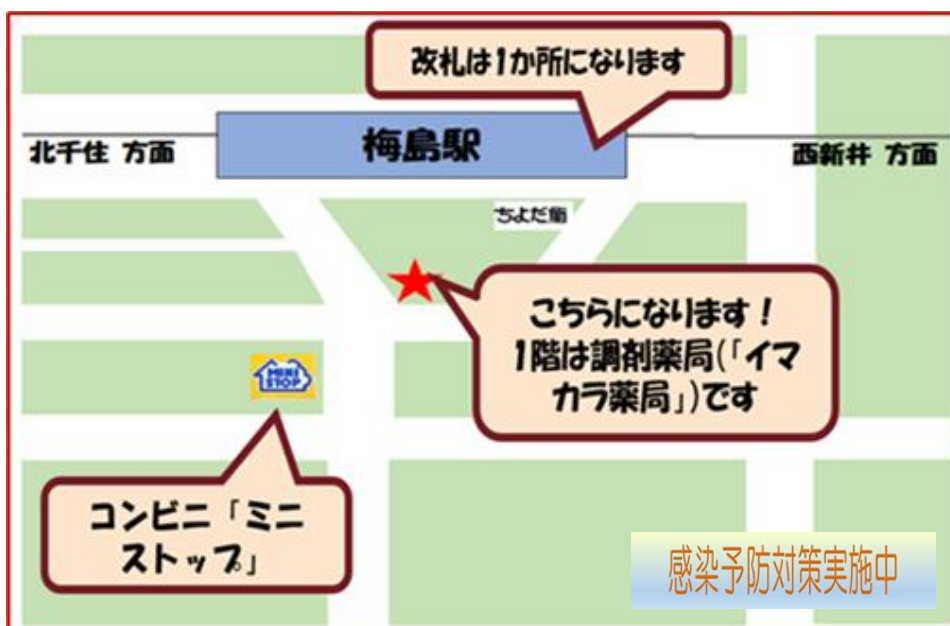 改札は1か所になります
北千住 方面
梅島駅
西新井 方面
ちよだ鮨
こちらになります！
1階は調剤薬局(「イマ
カラ薬局」)です
MINI
STOP
コンビニ「ミニ
ストップ」
感染予防対策実施中